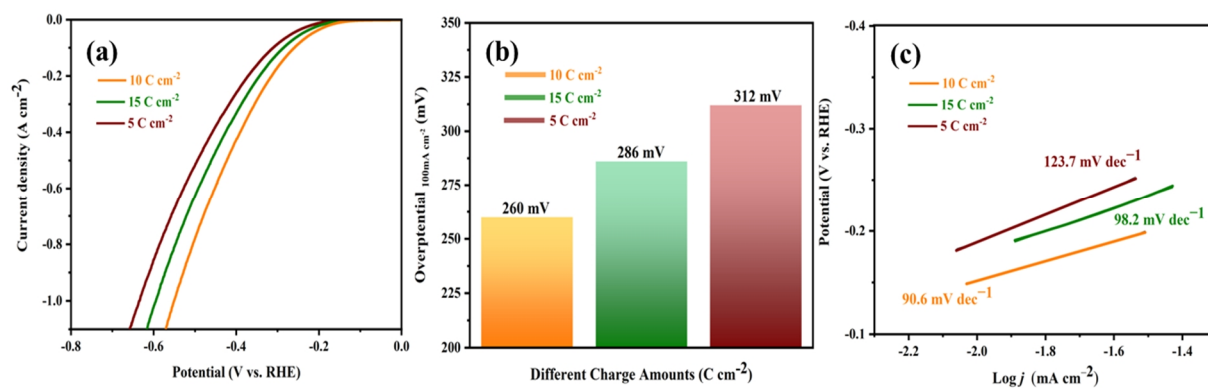 (a)
10 C cm⁻²
15 C cm⁻²
5 C cm⁻²
Current density (A cm⁻²)
0.0
-0.2
-0.4
-0.6
-0.8
-1.0
-0.8
-0.6
-0.4
-0.2
0.0
Potential (V vs. RHE)
(b)
10 C cm⁻²
15 C cm⁻²
5 C cm⁻²
Overptential 100mA cm⁻² (mV)
350
325
300
275
250
225
200
260 mV
286 mV
312 mV
Different Charge Amounts (C cm⁻²)
(c)
10 C cm⁻²
15 C cm⁻²
5 C cm⁻²
Potential (V vs. RHE)
-0.4
-0.3
-0.2
-0.1
123.7 mV dec⁻¹
98.2 mV dec⁻¹
90.6 mV dec⁻¹
-2.2
-2.0
-1.8
-1.6
-1.4
Log j (mA cm⁻²)